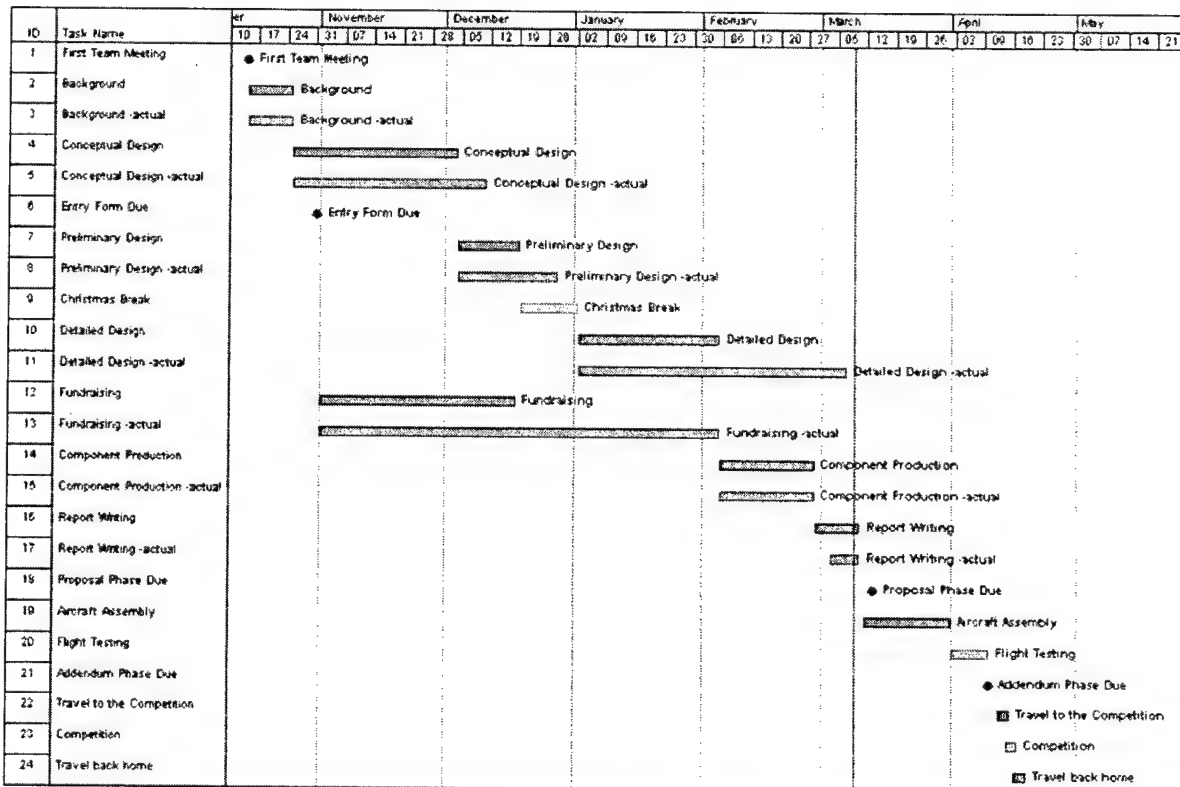 er November December January February March April May
ID Task Name 10 17 24 31 07 14 21 28 05 12 19 26 02 09 16 23 30 06 13 20 27 05 12 19 26 02 09 16 23 30 07 14 21
1 First Team Meeting First Team Meeting
2 Background Background
3 Background -actual Background -actual
4 Conceptual Design Conceptual Design
5 Conceptual Design -actual Conceptual Design -actual
6 Entry Form Due Entry Form Due
7 Preliminary Design Preliminary Design
8 Preliminary Design -actual Preliminary Design -actual
9 Christmas Break Christmas Break
10 Detailed Design Detailed Design
11 Detailed Design -actual Detailed Design -actual
12 Fundraising Fundraising
13 Fundraising -actual Fundraising -actual
14 Component Production Component Production
15 Component Production -actual Component Production -actual
16 Report Writing Report Writing
17 Report Writing -actual Report Writing -actual
18 Proposal Phase Due Proposal Phase Due
19 Aircraft Assembly Aircraft Assembly
20 Flight Testing Flight Testing
21 Addendum Phase Due Addendum Phase Due
22 Travel to the Competition Travel to the Competition
23 Competition Competition
24 Travel back home Travel back home